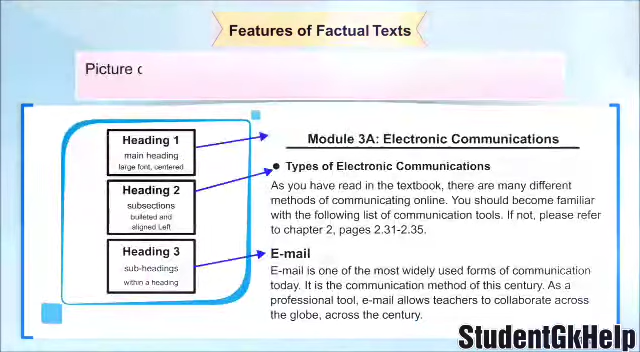 Features of Factual Texts
Picture c
Heading 1
main heading
large font, centered
Heading 2
subsections
bulleted and
aligned Left
Heading 3
sub-headings
within a heading
Module 3A: Electronic Communications
● Types of Electronic Communications
As you have read in the textbook, there are many different
methods of communicating online. You should become familiar
with the following list of communication tools. If not, please refer
to chapter 2, pages 2.31-2.35.
E-mail
E-mail is one of the most widely used forms of communication
today. It is the communication method of this century. As a
professional tool, e-mail allows teachers to collaborate across
the globe, across the century.
StudentGkHelp